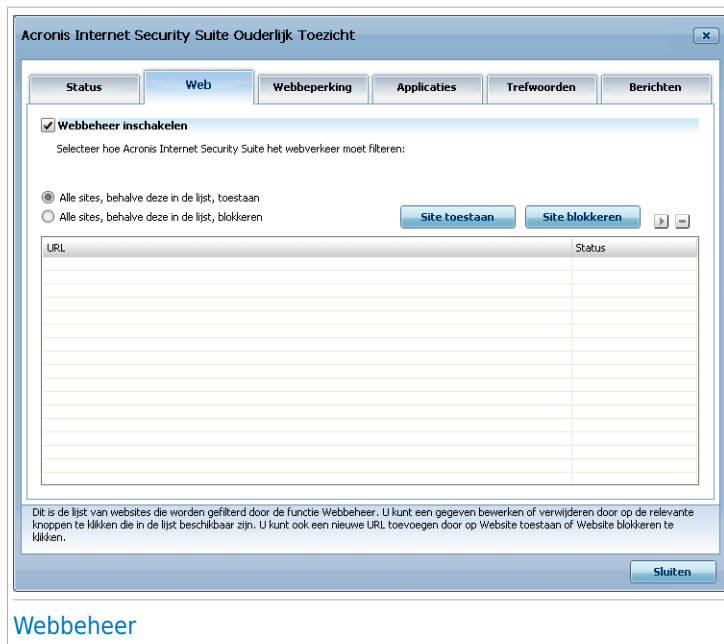 Acronis Internet Security Suite Ouderlijk Toezicht
Status Web Webbeperking Applicaties Trefwoorden Berichten
Webbeheer inschakelen
Selecteer hoe Acronis Internet Security Suite het webverkeer moet filteren:
Alle sites, behalve deze in de lijst, toestaan
Alle sites, behalve deze in de lijst, blokkeren
Site toestaan Site blokkeren
URL Status
Dit is de lijst van websites die worden gefilterd door de functie Webbeheer. U kunt een gegeven bewerken of verwijderen door op de relevante
knoppen te klikken die in de lijst beschikbaar zijn. U kunt ook een nieuwe URL toevoegen door op Website toestaan of Website blokkeren te
klikken.
Sluiten
Webbeheer